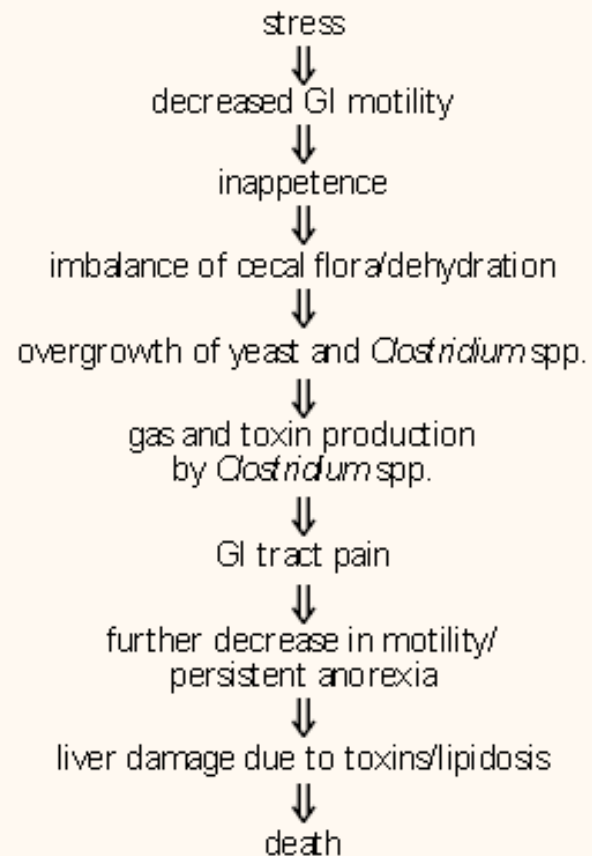 stress
⇓
decreased GI motility
⇓
inappetence
⇓
imbalance of cecal flora/dehydration
⇓
overgrowth of yeast and Clostridium spp.
⇓
gas and toxin production
by Clostridium spp.
⇓
GI tract pain
⇓
further decrease in motility/
persistent anorexia
⇓
liver damage due to toxins/lipidosis
⇓
death